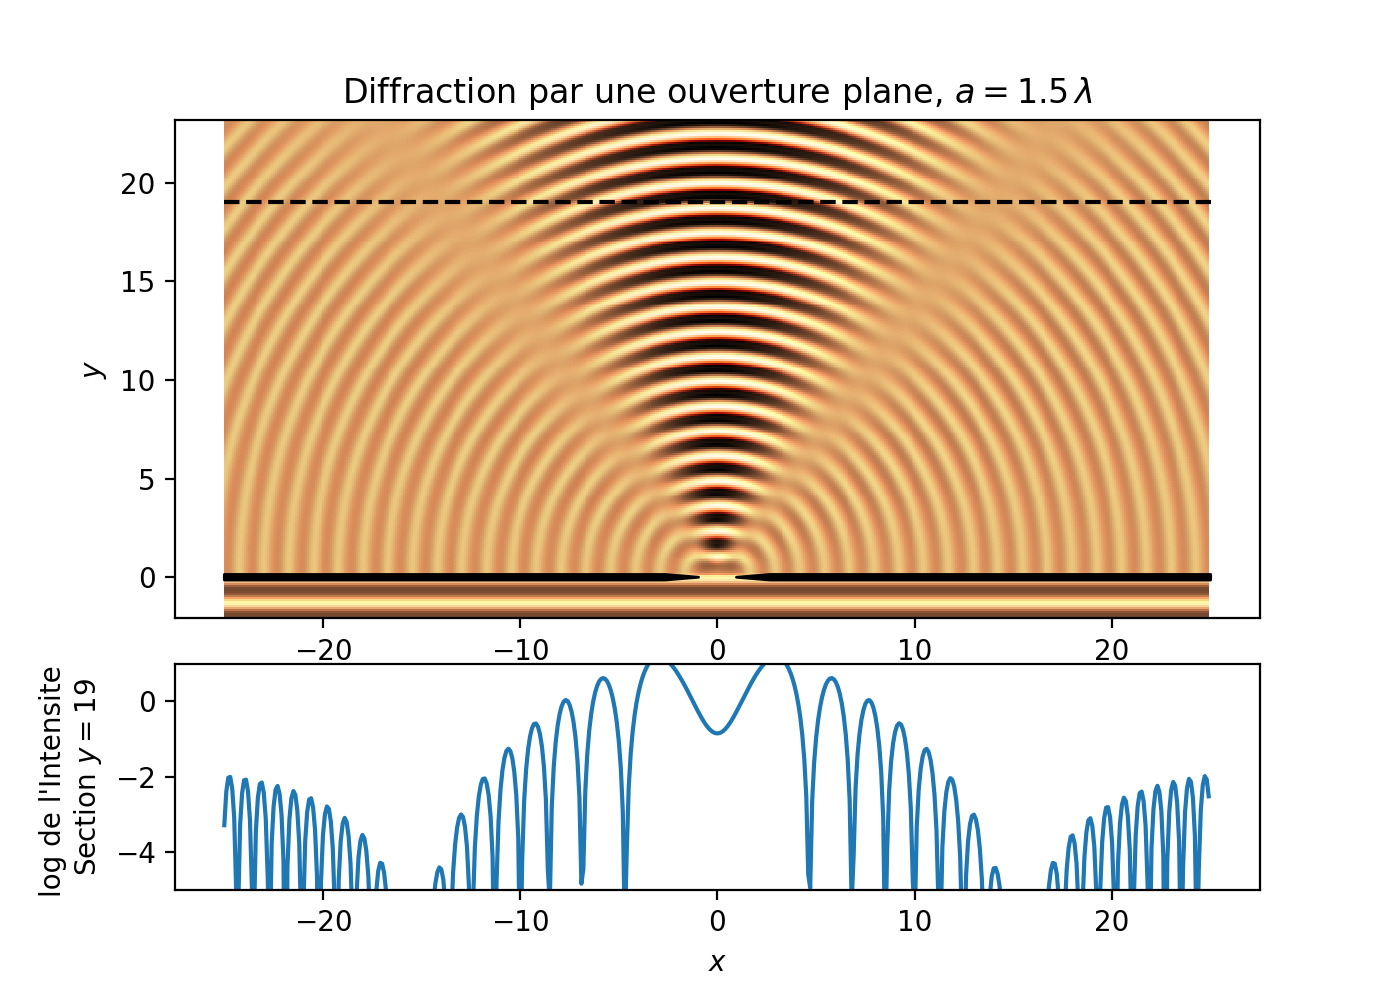 Diffraction par une ouverture plane, a = 1.5 λ
20
15
10
5
0
y
−20 −10 0 10 20
0
−2
−4
log de l'Intensite
Section y = 19
−20 −10 0 10 20
x